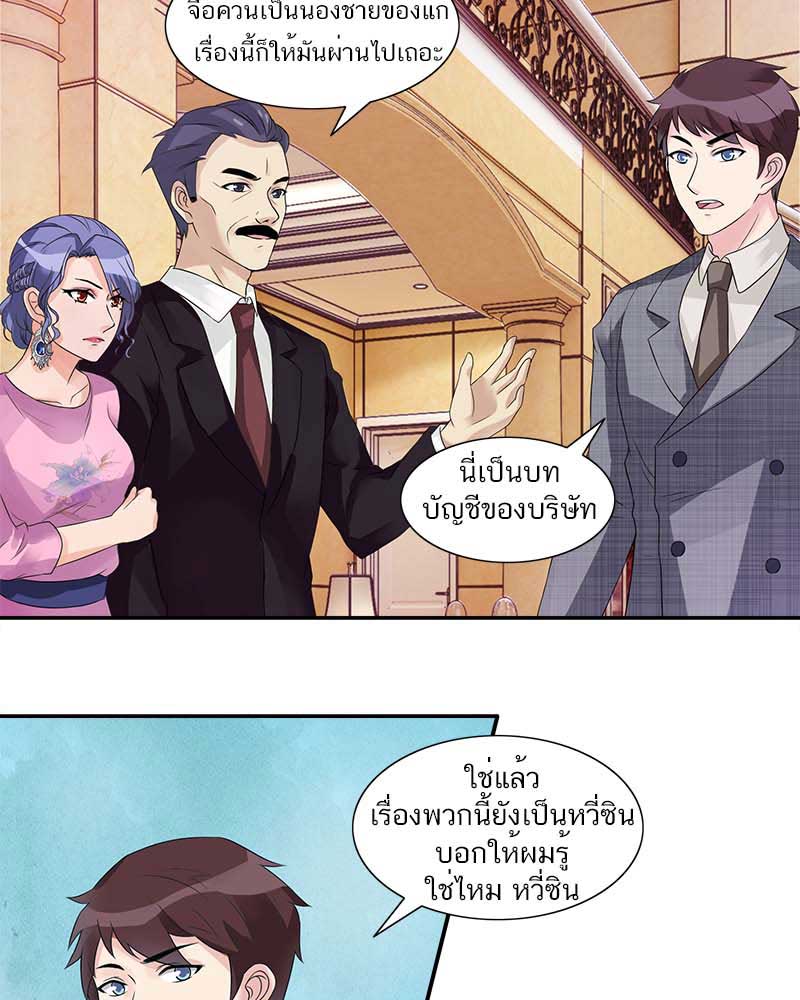 จื่อควนเป็นน้องชายของแก
เรื่องนี้ก็ให้มันผ่านไปเถอะ
นี่เป็นบท
บัญชีของบริษัท
ใช่แล้ว
เรื่องพวกนี้ยังเป็นหวี่ซิน
บอกให้ผมรู้
ใช่ไหม หวี่ซิน